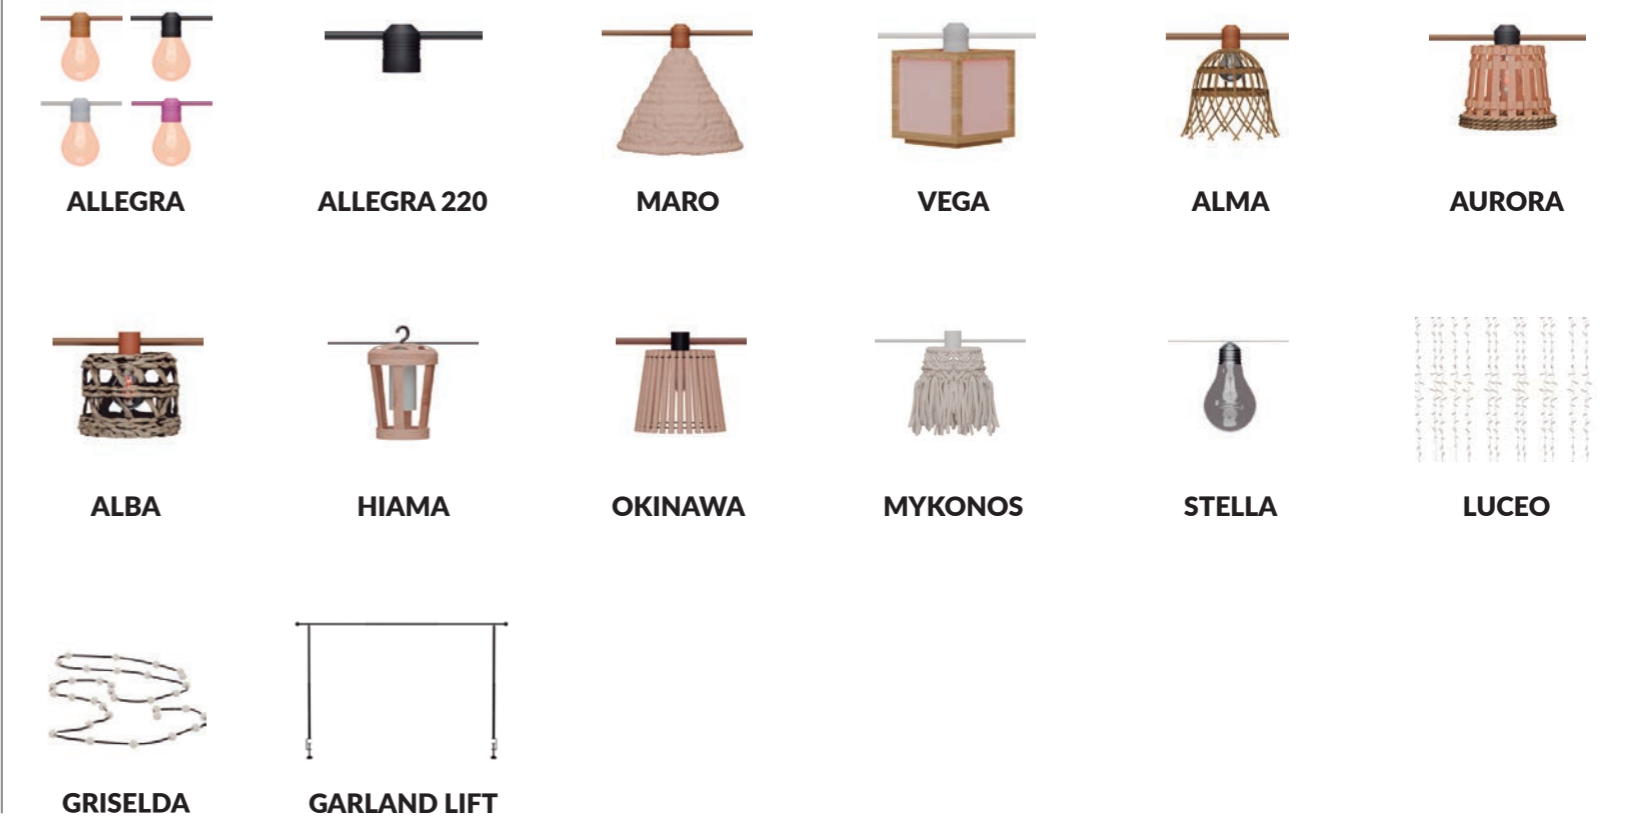 ALLEGRA
ALLEGRA 220
MARO
VEGA
ALMA
AURORA
ALBA
HIAMA
OKINAWA
MYKONOS
STELLA
LUCEO
GRISELDA
GARLAND LIFT